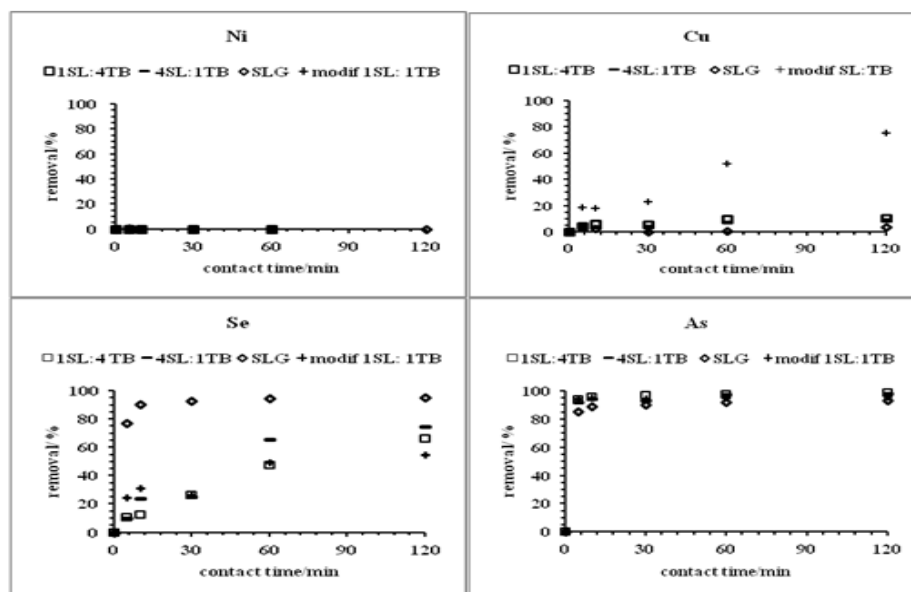 Ni
1SL:4TB 4SL:1TB SLG modif 1SL: 1TB
100
80
60
40
20
0
removal/%
0 30 60 90 120
contact time/min
Cu
1SL:4TB 4SL:1TB SLG modif SL:TB
100
80
60
40
20
0
removal/%
0 30 60 90 120
contact time/min
Se
1SL:4TB 4SL:1TB SLG modif 1SL: 1TB
100
80
60
40
20
0
removal/%
0 30 60 90 120
contact time/min
As
1SL:4TB 4SL:1TB SLG modif 1SL: 1TB
100
80
60
40
20
0
removal/%
0 30 60 90 120
contact time/min